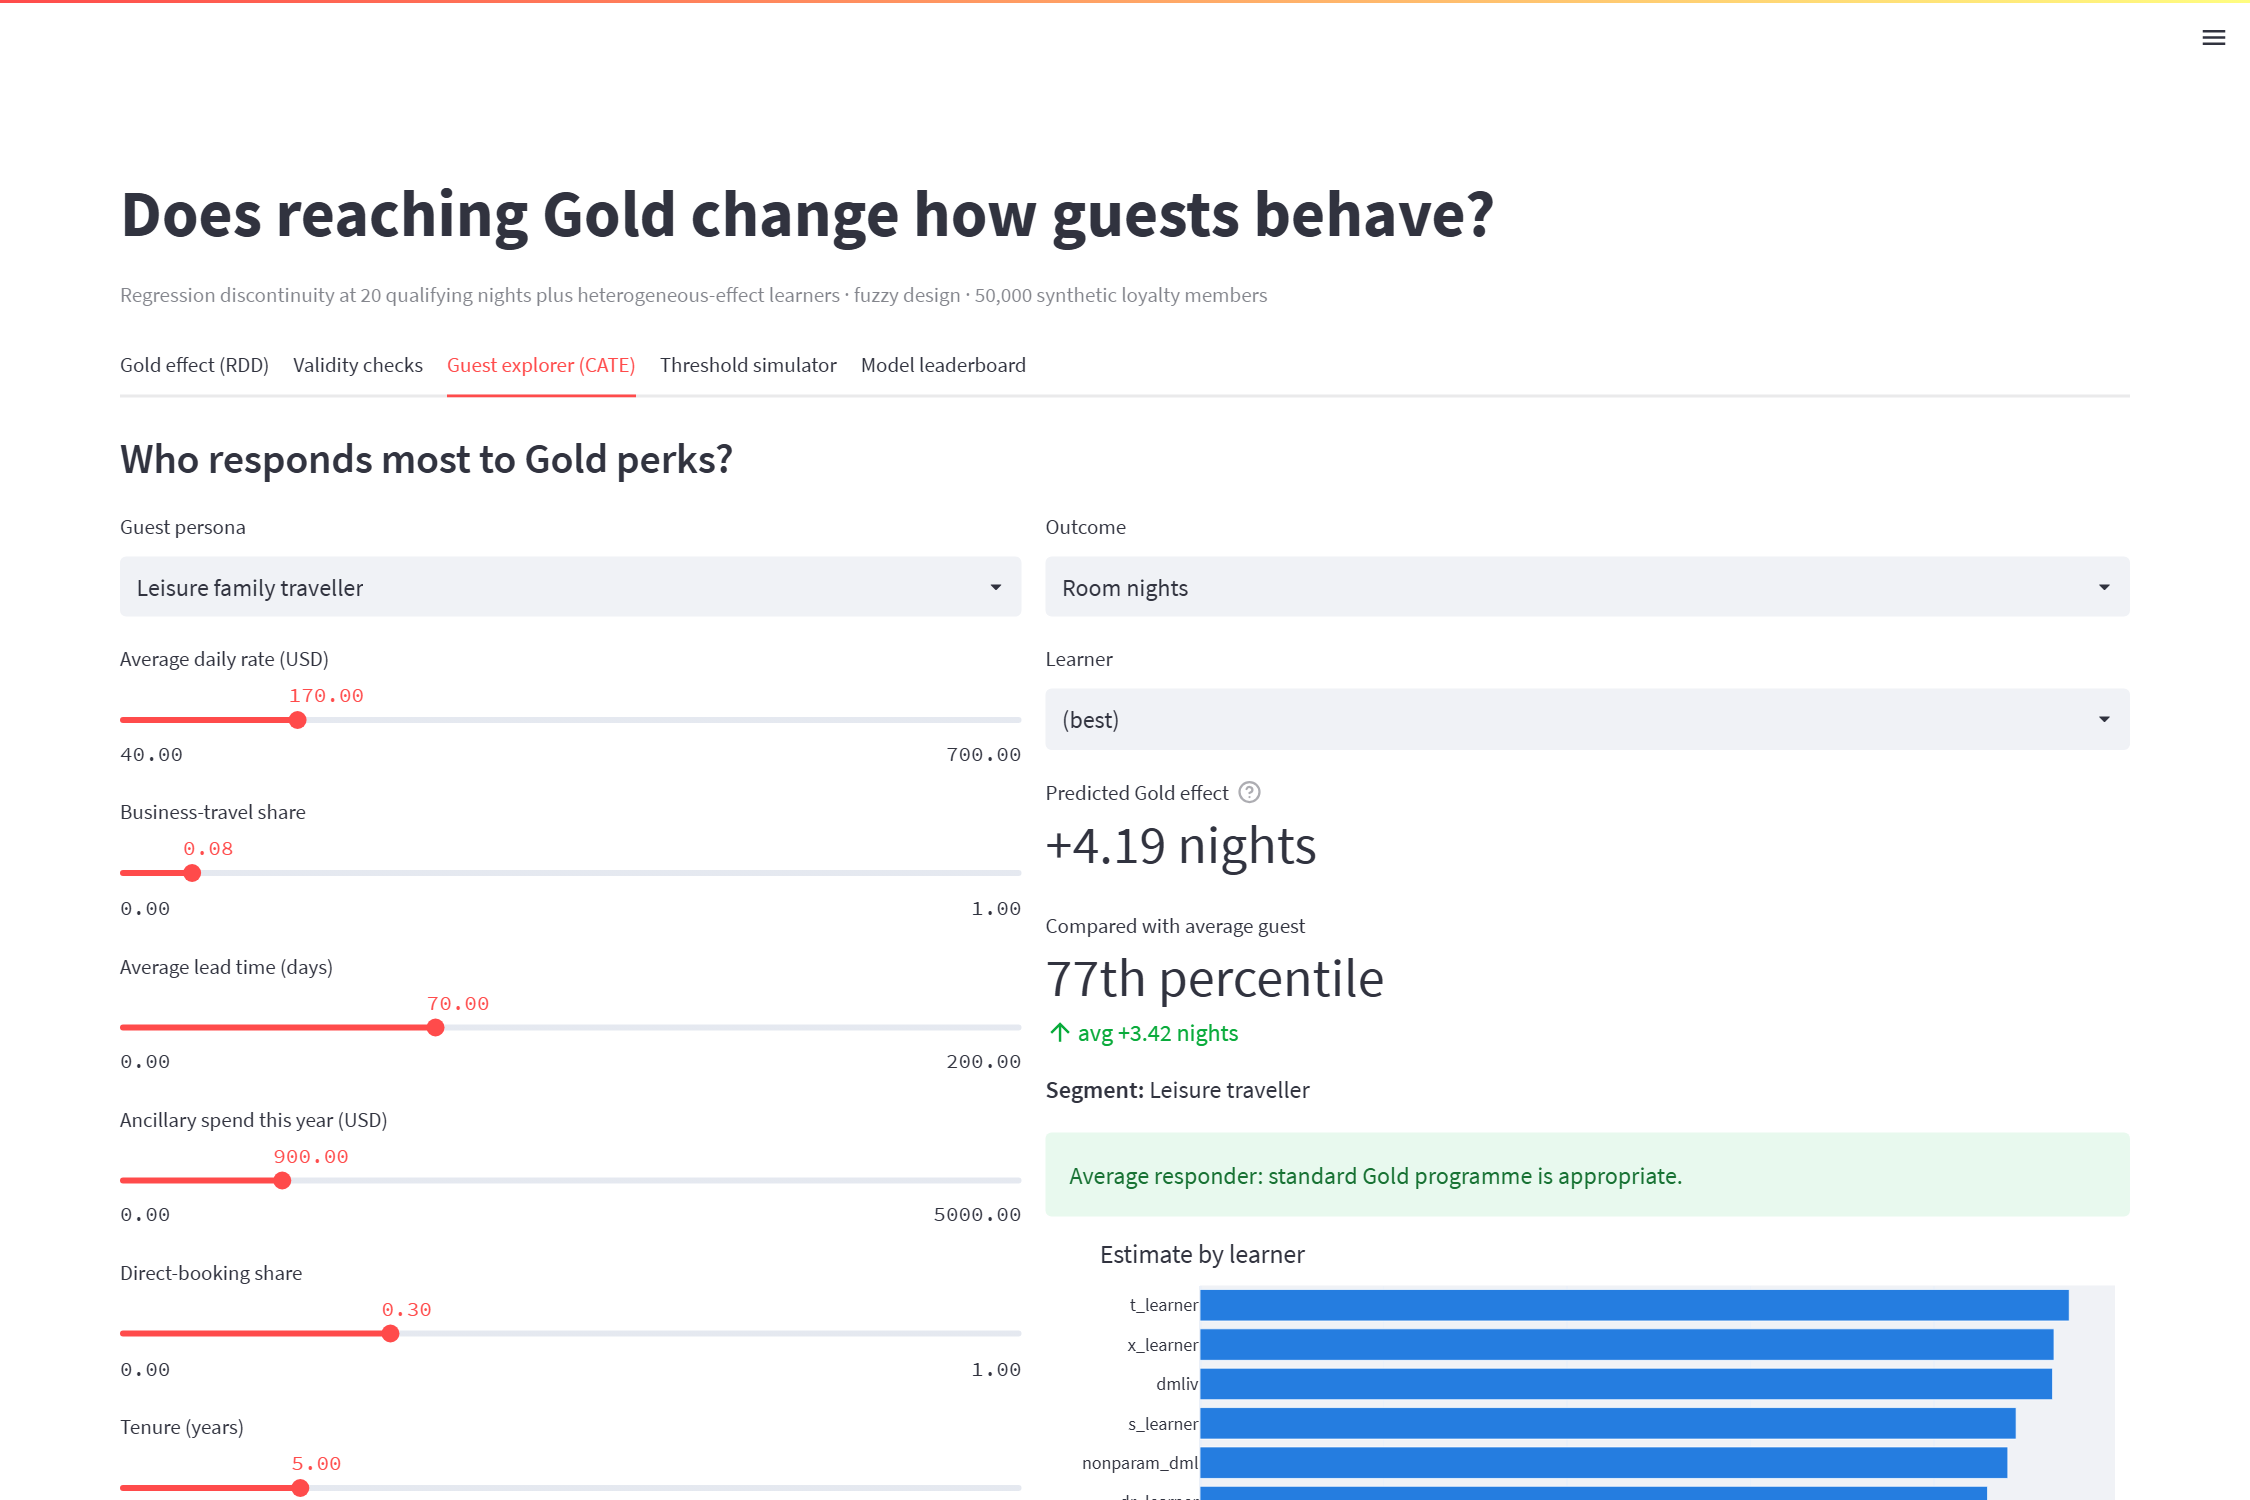 Does reaching Gold change how guests behave?
Regression discontinuity at 20 qualifying nights plus heterogeneous-effect learners · fuzzy design · 50,000 synthetic loyalty members
Gold effect (RDD) Validity checks Guest explorer (CATE) Threshold simulator Model leaderboard
Who responds most to Gold perks?
Guest persona
Leisure family traveller
Average daily rate (USD)
170.00
40.00 700.00
Business-travel share
0.08
0.00 1.00
Average lead time (days)
70.00
0.00 200.00
Ancillary spend this year (USD)
900.00
0.00 5000.00
Direct-booking share
0.30
0.00 1.00
Tenure (years)
5.00
Outcome
Room nights
Learner
(best)
Predicted Gold effect
+4.19 nights
Compared with average guest
77th percentile
avg +3.42 nights
Segment: Leisure traveller
Average responder: standard Gold programme is appropriate.
Estimate by learner
t_learner
x_learner
dmliv
s_learner
nonparam_dml